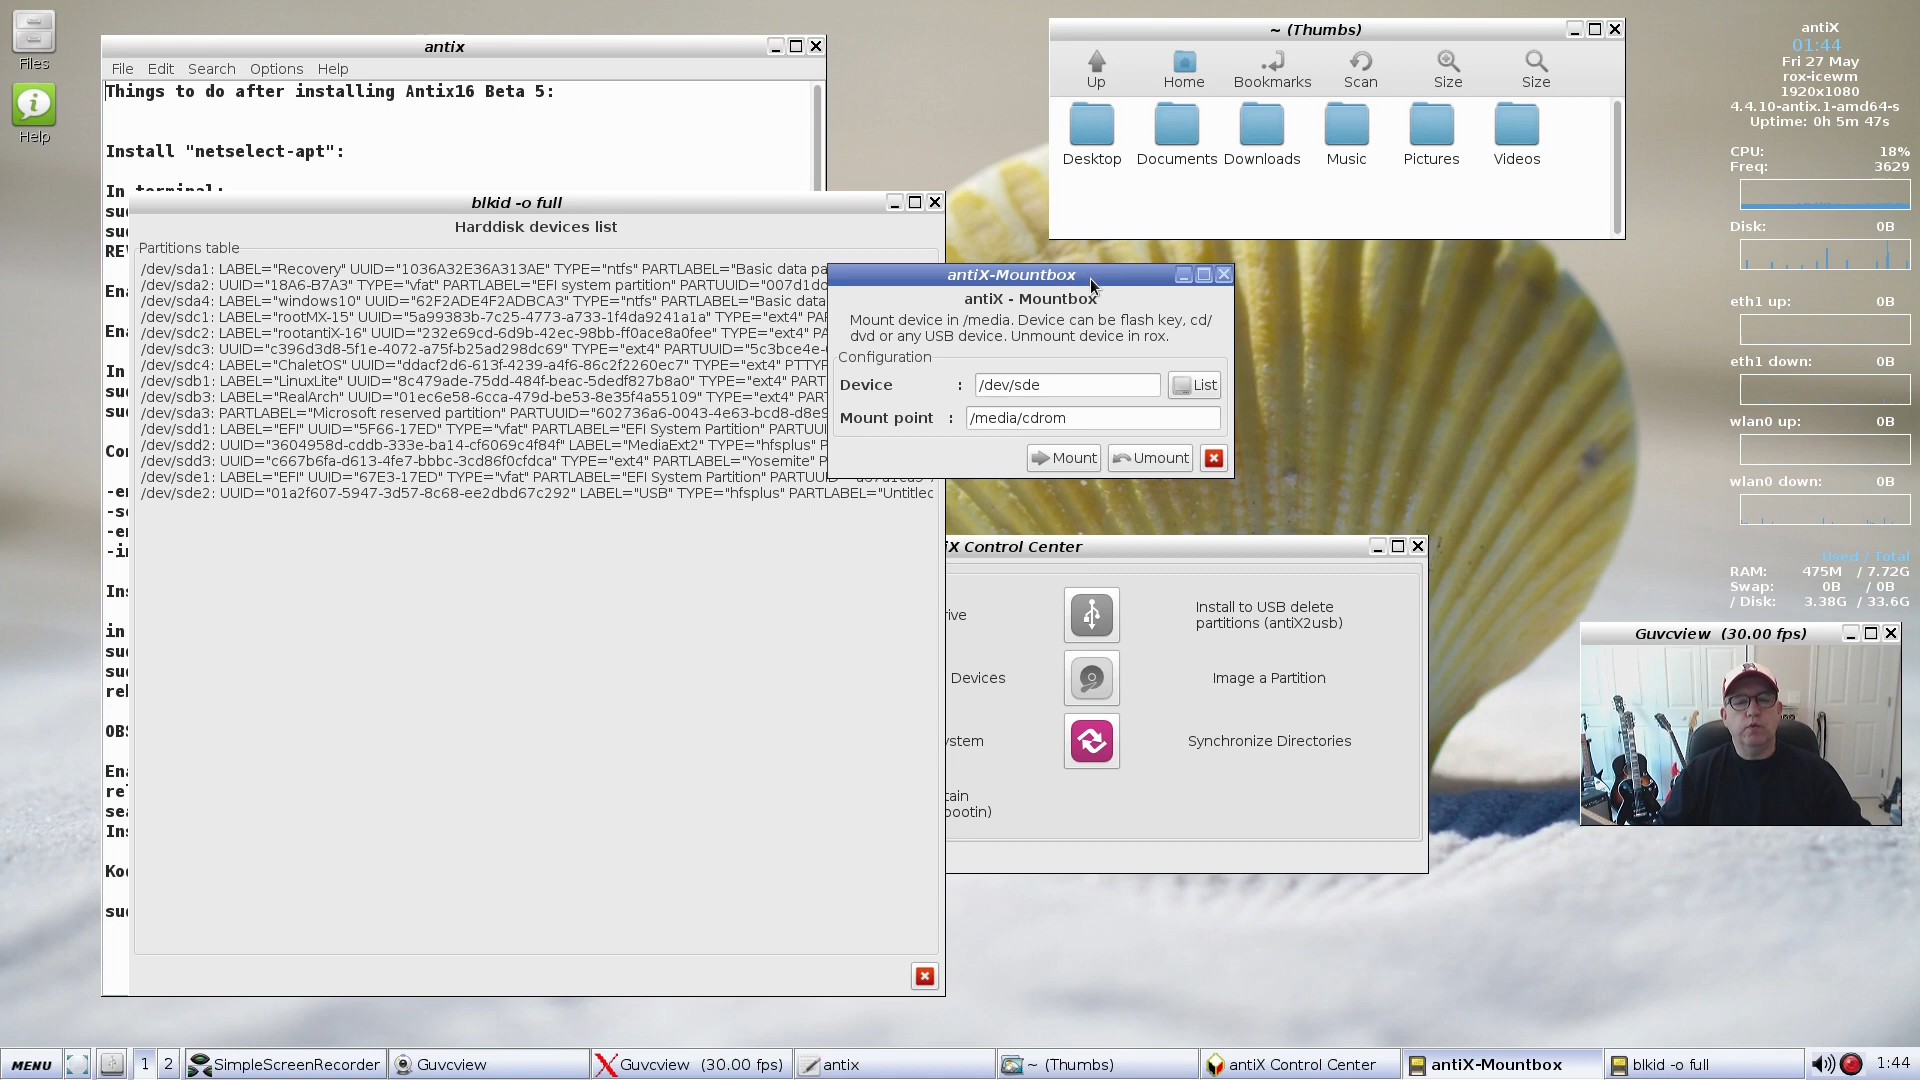 Files
Help
antix
File Edit Search Options Help
Things to do after installing Antix16 Beta 5:
Install "netselect-apt":
In terminal:
blkid -o full
Harddisk devices list
Partitions table
/dev/sda1: LABEL="Recovery" UUID="1036A32E36A313AE" TYPE="ntfs" PARTLABEL="Basic data pa
/dev/sda2: UUID="18A6-B7A3" TYPE="vfat" PARTLABEL="EFI system partition" PARTUUID="007d1dd
/dev/sda4: LABEL="windows10" UUID="62F2ADE4F2ADBCA3" TYPE="ntfs" PARTLABEL="Basic data
/dev/sdc1: LABEL="rootMX-15" UUID="5a99383b-7c25-4773-a733-1f4da9241a1a" TYPE="ext4" PAR
/dev/sdc2: LABEL="rootantiX-16" UUID="232e69cd-6d9b-42ec-98bb-ff0ace8a0fee" TYPE="ext4" P
/dev/sdc3: UUID="c396d3d8-5f1e-4072-a75f-b25ad298dc69" TYPE="ext4" PARTUUID="5c3bce4e-
/dev/sdc4: LABEL="ChaletOS" UUID="ddacf2d6-613f-4239-a4f6-86c2f2260ec7" TYPE="ext4" PTTYP
/dev/sdb1: LABEL="LinuxLite" UUID="8c479ade-75dd-484f-beac-5dedf827b8a0" TYPE="ext4" PART
/dev/sdb3: LABEL="RealArch" UUID="01ec6e58-6cca-479d-be53-8e35f4a55109" TYPE="ext4" PART
/dev/sda3: PARTLABEL="Microsoft reserved partition" PARTUUID="602736a6-0043-4e63-bcd8-d8e9
/dev/sdd1: LABEL="EFI" UUID="5F66-17ED" TYPE="vfat" PARTLABEL="EFI System Partition" PARTUUI
/dev/sdd2: UUID="3604958d-cddb-333e-ba14-cf6069c4f84f" LABEL="MediaExt2" TYPE="hfsplus" P
/dev/sdd3: UUID="c667b6fa-d613-4fe7-bbbc-3cd86f0cfdca" TYPE="ext4" PARTLABEL="Yosemite" P
/dev/sde1: LABEL="EFI" UUID="67E3-17ED" TYPE="vfat" PARTLABEL="EFI System Partition" PARTUU
/dev/sde2: UUID="01a2f607-5947-3d57-8c68-ee2dbd67c292" LABEL="USB" TYPE="hfsplus" PARTLABEL="Untitled
~ (Thumbs)
Up Home Bookmarks Scan Size Size
Desktop Documents Downloads Music Pictures Videos
antiX-Mountbox
antiX - Mountbox
Mount device in /media. Device can be flash key, cd/
dvd or any USB device. Unmount device in rox.
Configuration
Device : /dev/sde List
Mount point : /media/cdrom
Mount Umount
iX Control Center
rive
Install to USB delete
partitions (antiX2usb)
Devices Image a Partition
ystem Synchronize Directories
tain
bootin)
antiX
01:44
Fri 27 May
rox-icewm
1920x1080
4.4.10-antix.1-amd64-s
Uptime: 0h 5m 47s
CPU: 18%
Freq: 3629
Disk: 0B
eth1 up: 0B
eth1 down: 0B
wlan0 up: 0B
wlan0 down: 0B
Used / Total
RAM: 475M / 7.72G
Swap: 0B / 0B
/ Disk: 3.38G / 33.6G
Guvcview (30.00 fps)
MENU 1 2 SimpleScreenRecorder Guvcview Guvcview (30.00 fps) antix ~ (Thumbs) antiX Control Center antiX-Mountbox blkid -o full 1:44